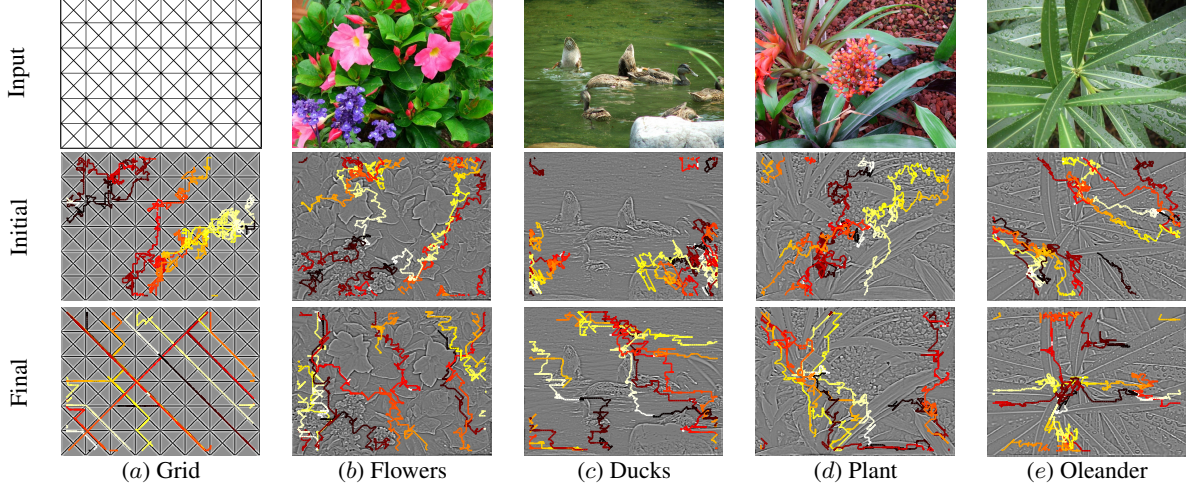 Input
Initial
Final
(a) Grid
(b) Flowers
(c) Ducks
(d) Plant
(e) Oleander